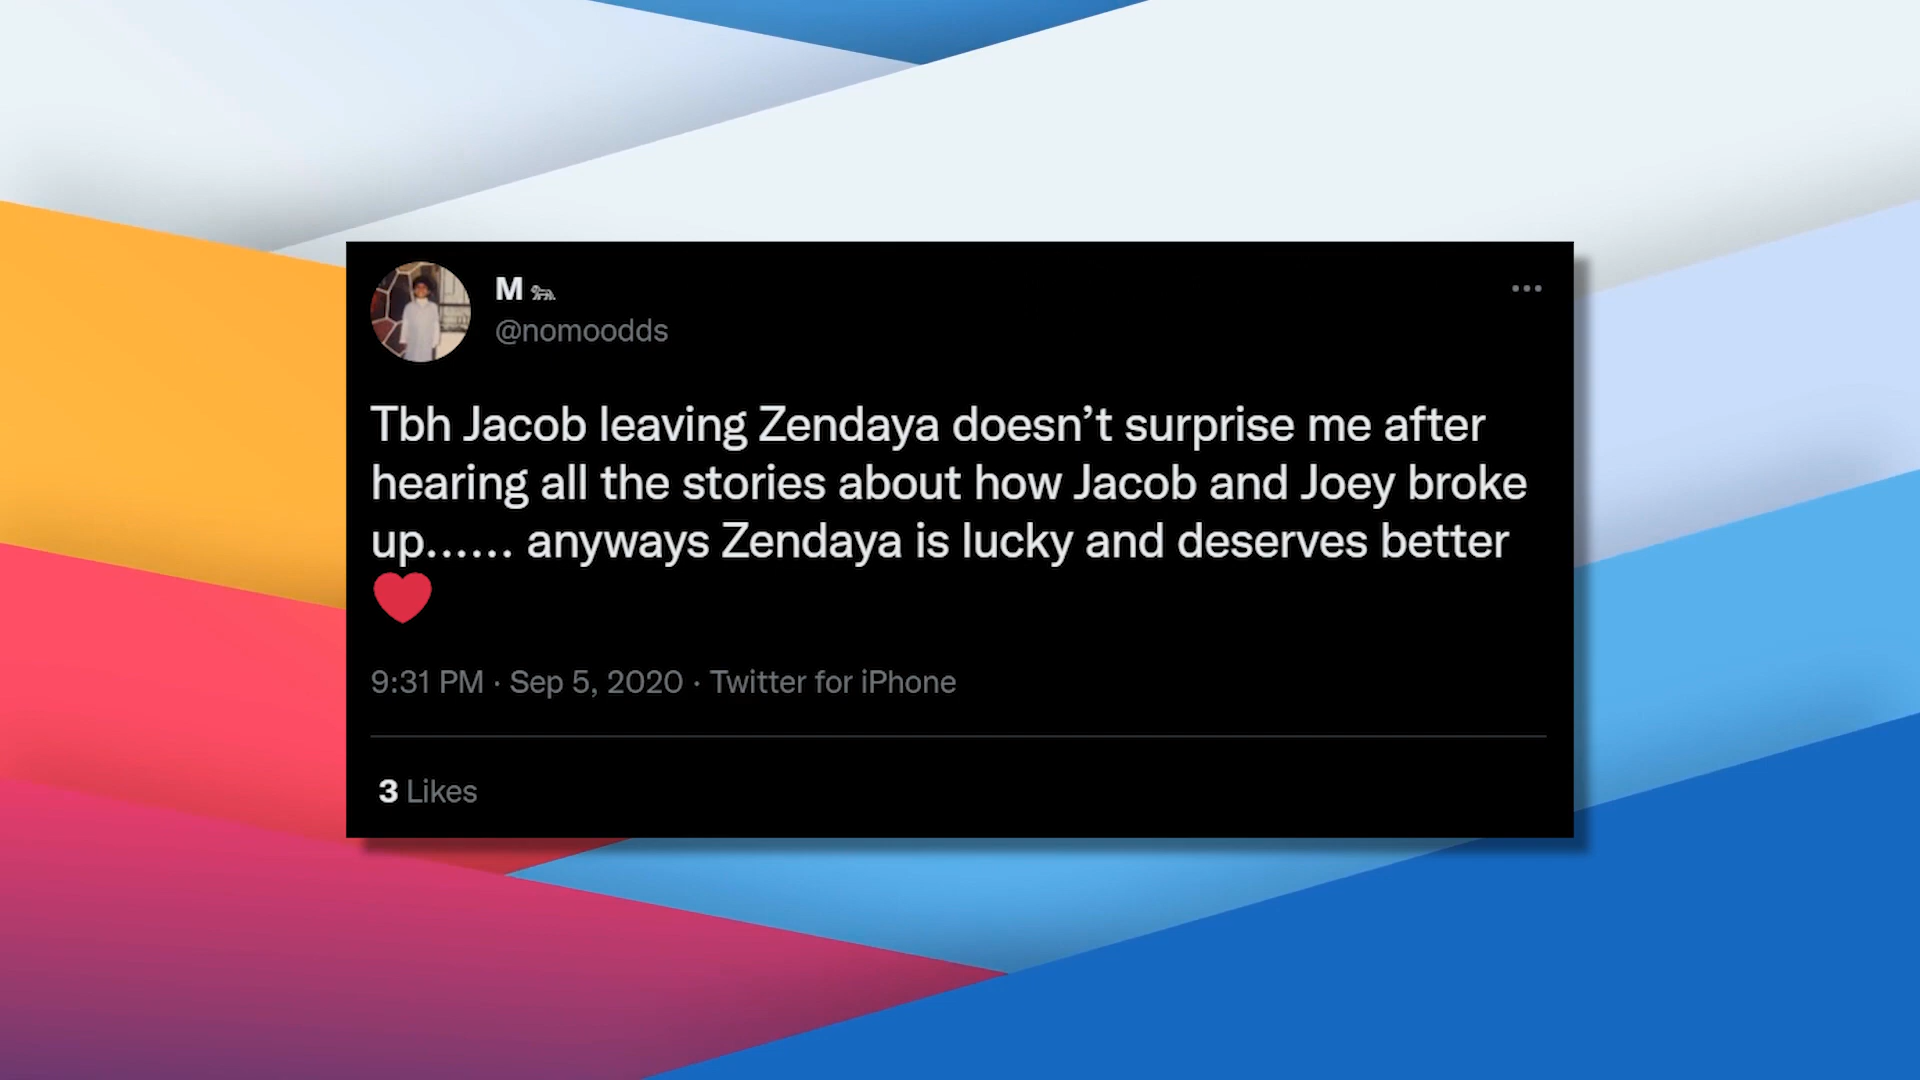 M 🐅
@nomoodds
Tbh Jacob leaving Zendaya doesn’t surprise me after
hearing all the stories about how Jacob and Joey broke
up...... anyways Zendaya is lucky and deserves better
❤️
9:31 PM · Sep 5, 2020 · Twitter for iPhone
3 Likes